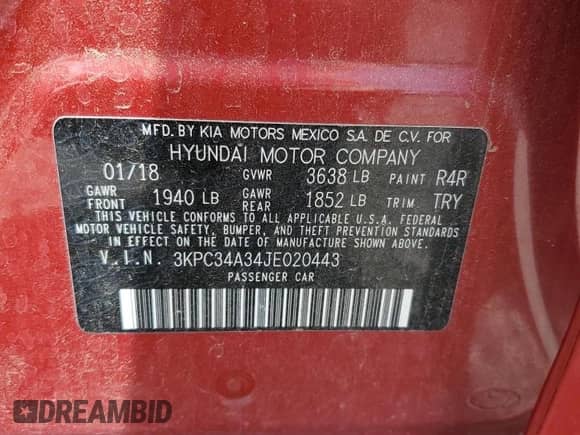 MFD. BY KIA MOTORS MEXICO S.A. DE C.V. FOR
HYUNDAI MOTOR COMPANY
01/18 GVWR 3638 LB PAINT R4R
GAWR FRONT 1940 LB GAWR REAR 1852 LB TRIM TRY
THIS VEHICLE CONFORMS TO ALL APPLICABLE U.S.A. FEDERAL
MOTOR VEHICLE SAFETY, BUMPER, AND THEFT PREVENTION STANDARDS
IN EFFECT ON THE DATE OF MANUFACTURE SHOWN ABOVE.
V.I.N. 3KPC34A34JE020443
PASSENGER CAR
DREAMBID